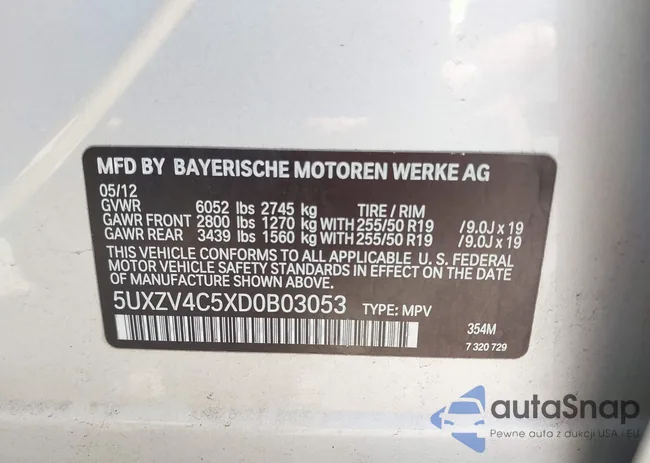 MFD BY BAYERISCHE MOTOREN WERKE AG
05/12
GVWR 6052 lbs 2745 kg TIRE / RIM
GAWR FRONT 2800 lbs 1270 kg WITH 255/50 R19 /9.0J x 19
GAWR REAR 3439 lbs 1560 kg WITH 255/50 R19 /9.0J x 19
THIS VEHICLE CONFORMS TO ALL APPLICABLE U. S. FEDERAL
MOTOR VEHICLE SAFETY STANDARDS IN EFFECT ON THE DATE
OF MANUFACTURE SHOWN ABOVE.
5UXZV4C5XD0B03053 TYPE: MPV
354M
7 320 729
autaSnap
Pewne auta z dukcji USA i EU